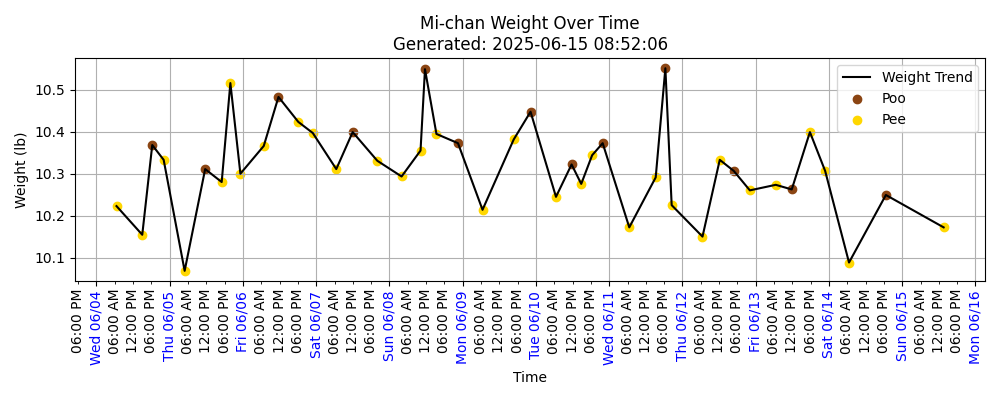 Mi-chan Weight Over Time
Generated: 2025-06-15 08:52:06
Weight (lb)
10.5
10.4
10.3
10.2
10.1
Weight Trend
Poo
Pee
06:00 PM
Wed 06/04
06:00 AM
12:00 PM
06:00 PM
Thu 06/05
06:00 AM
12:00 PM
06:00 PM
Fri 06/06
06:00 AM
12:00 PM
06:00 PM
Sat 06/07
06:00 AM
12:00 PM
06:00 PM
Sun 06/08
06:00 AM
12:00 PM
06:00 PM
Mon 06/09
06:00 AM
12:00 PM
06:00 PM
Tue 06/10
06:00 AM
12:00 PM
06:00 PM
Wed 06/11
06:00 AM
12:00 PM
06:00 PM
Thu 06/12
06:00 AM
12:00 PM
06:00 PM
Fri 06/13
06:00 AM
12:00 PM
06:00 PM
Sat 06/14
06:00 AM
12:00 PM
06:00 PM
Sun 06/15
06:00 AM
12:00 PM
06:00 PM
Mon 06/16
Time